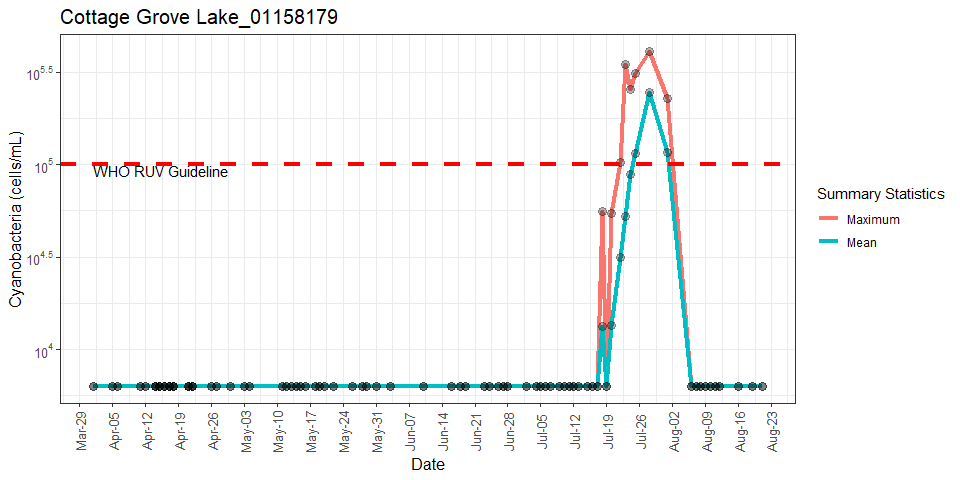 Cottage Grove Lake_01158179
Cyanobacteria (cells/mL)
10^5.5
10^5
10^4.5
10^4
WHO RUV Guideline
Summary Statistics
Maximum
Mean
Mar-29
Apr-05
Apr-12
Apr-19
Apr-26
May-03
May-10
May-17
May-24
May-31
Jun-07
Jun-14
Jun-21
Jun-28
Jul-05
Jul-12
Jul-19
Jul-26
Aug-02
Aug-09
Aug-16
Aug-23
Date